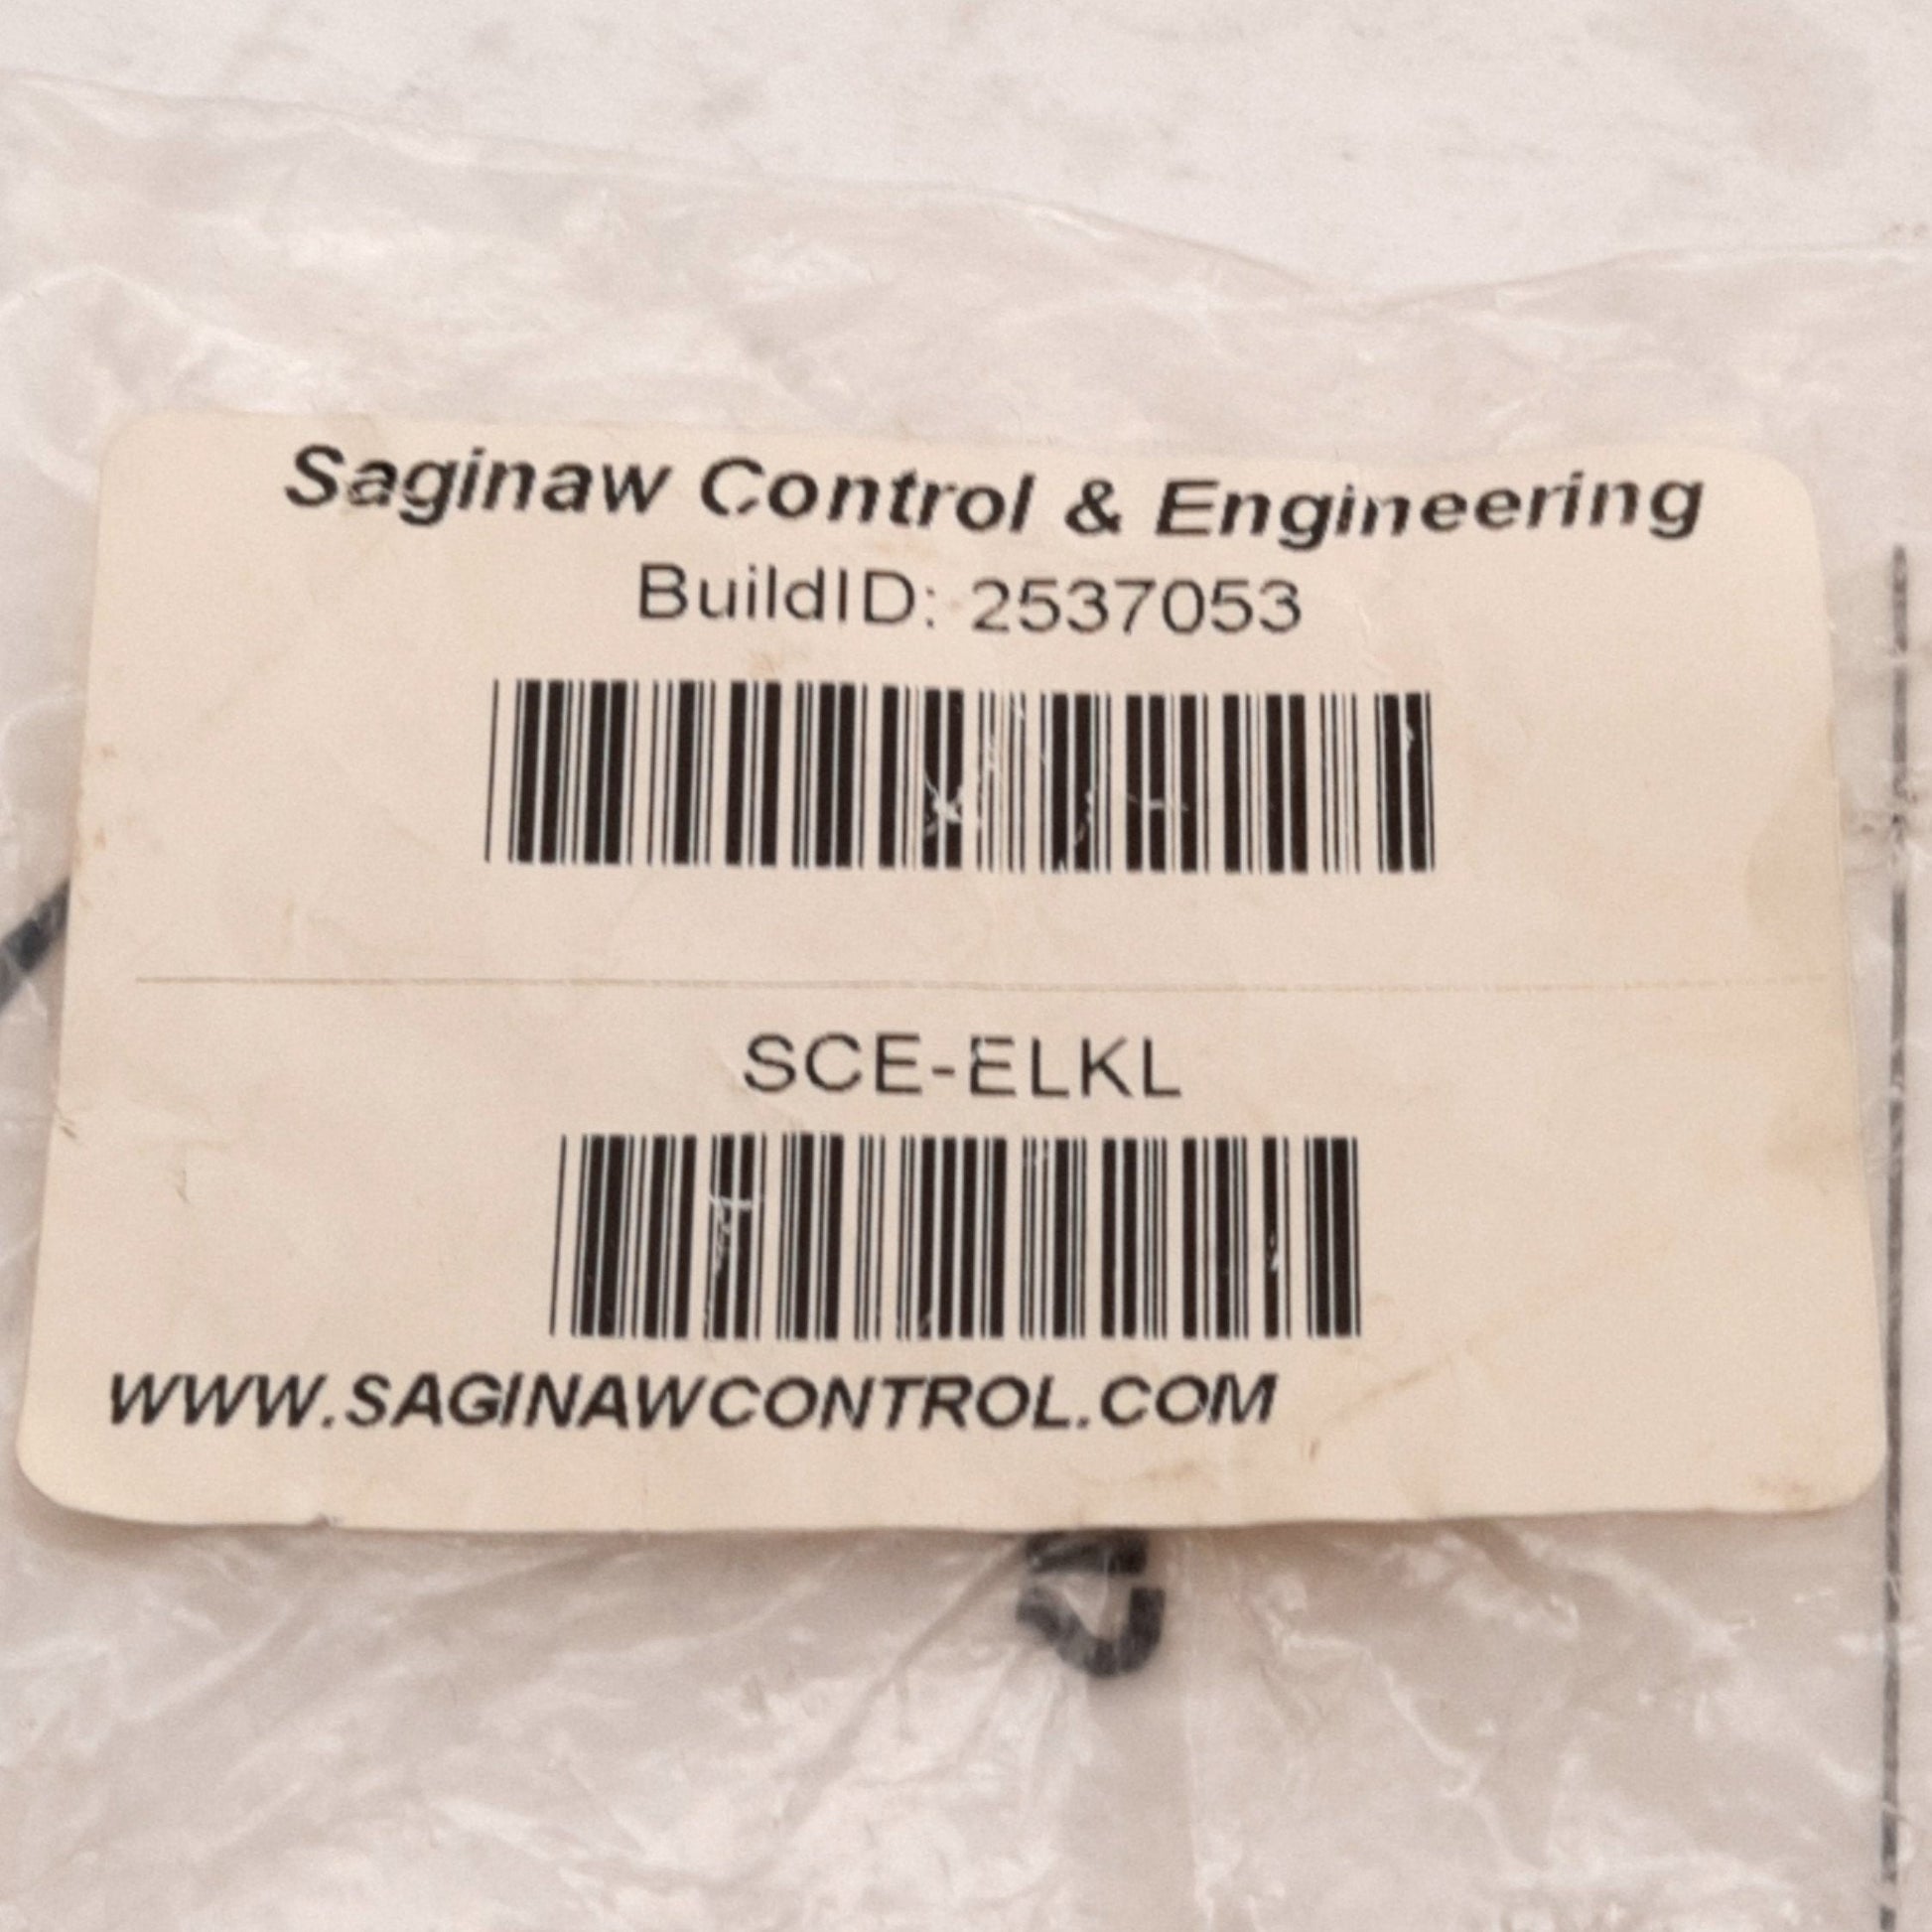 Saginaw Control & Engineering
BuildID: 2537053
SCE-ELKL
WWW.SAGINAWCONTROL.COM